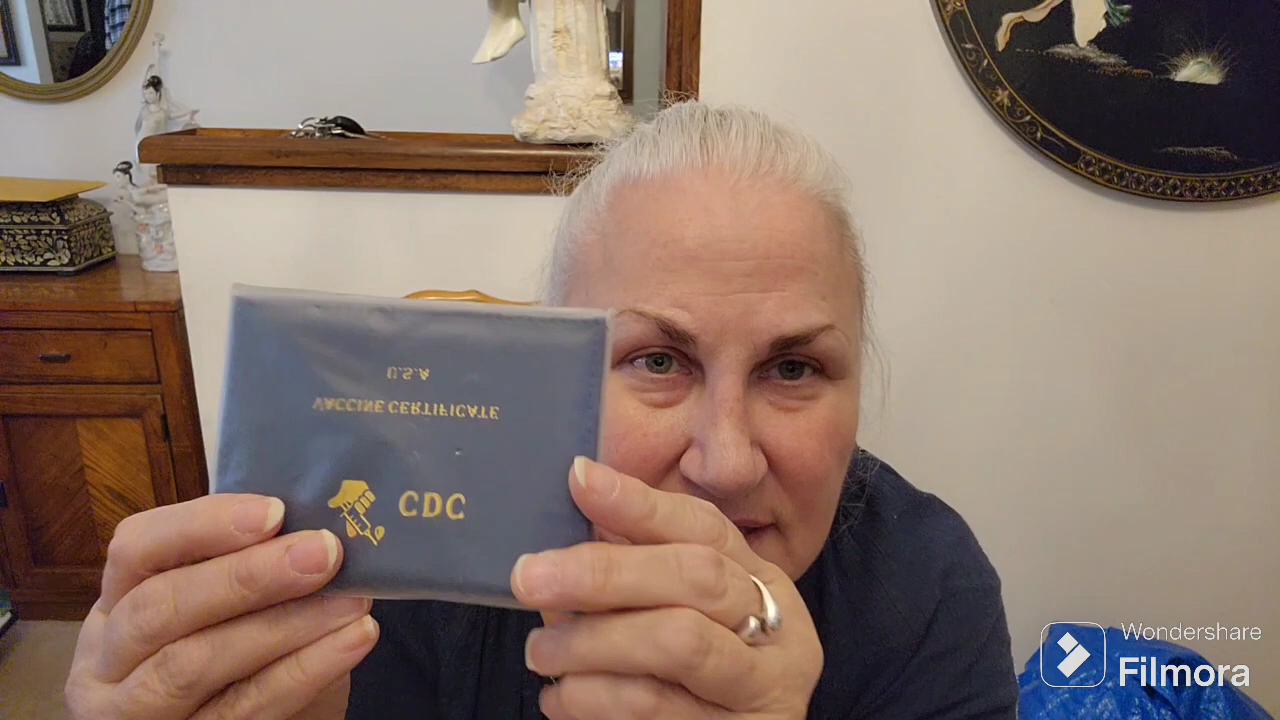 CDC
VACCINE CERTIFICATE
U.S.A
Wondershare
Filmora